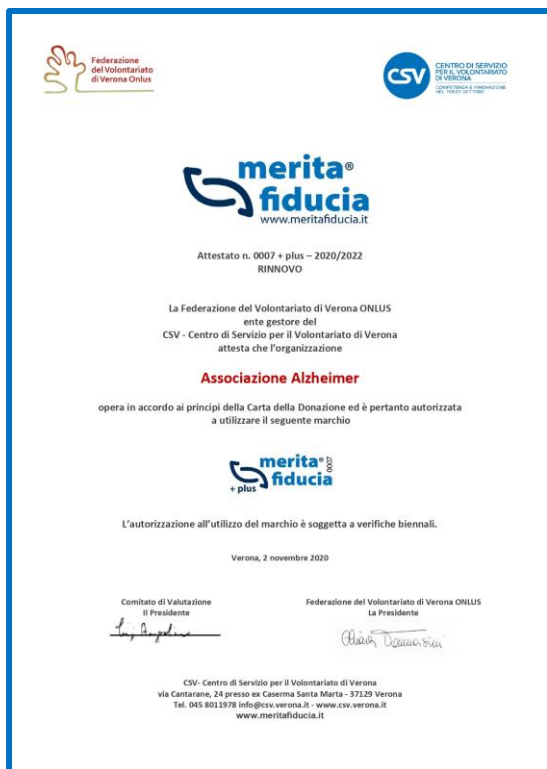 Federazione
del Volontariato
di Verona Onlus
CSV
CENTRO DI SERVIZIO
PER IL VOLONTARIATO
DI VERONA
COMPETENZA E INNOVAZIONE
NEL TERZO SETTORE
merita®
fiducia
www.meritafiducia.it
Attestato n. 0007 + plus – 2020/2022
RINNOVO
La Federazione del Volontariato di Verona ONLUS
ente gestore del
CSV - Centro di Servizio per il Volontariato di Verona
attesta che l'organizzazione
Associazione Alzheimer
opera in accordo ai principi della Carta della Donazione ed è pertanto autorizzata
a utilizzare il seguente marchio
merita®
fiducia
+ plus
0007
L'autorizzazione all'utilizzo del marchio è soggetta a verifiche biennali.
Verona, 2 novembre 2020
Comitato di Valutazione
Il Presidente
Federazione del Volontariato di Verona ONLUS
La Presidente
CSV- Centro di Servizio per il Volontariato di Verona
via Cantarane, 24 presso ex Caserma Santa Marta - 37129 Verona
Tel. 045 8011978 info@csv.verona.it - www.csv.verona.it
www.meritafiducia.it